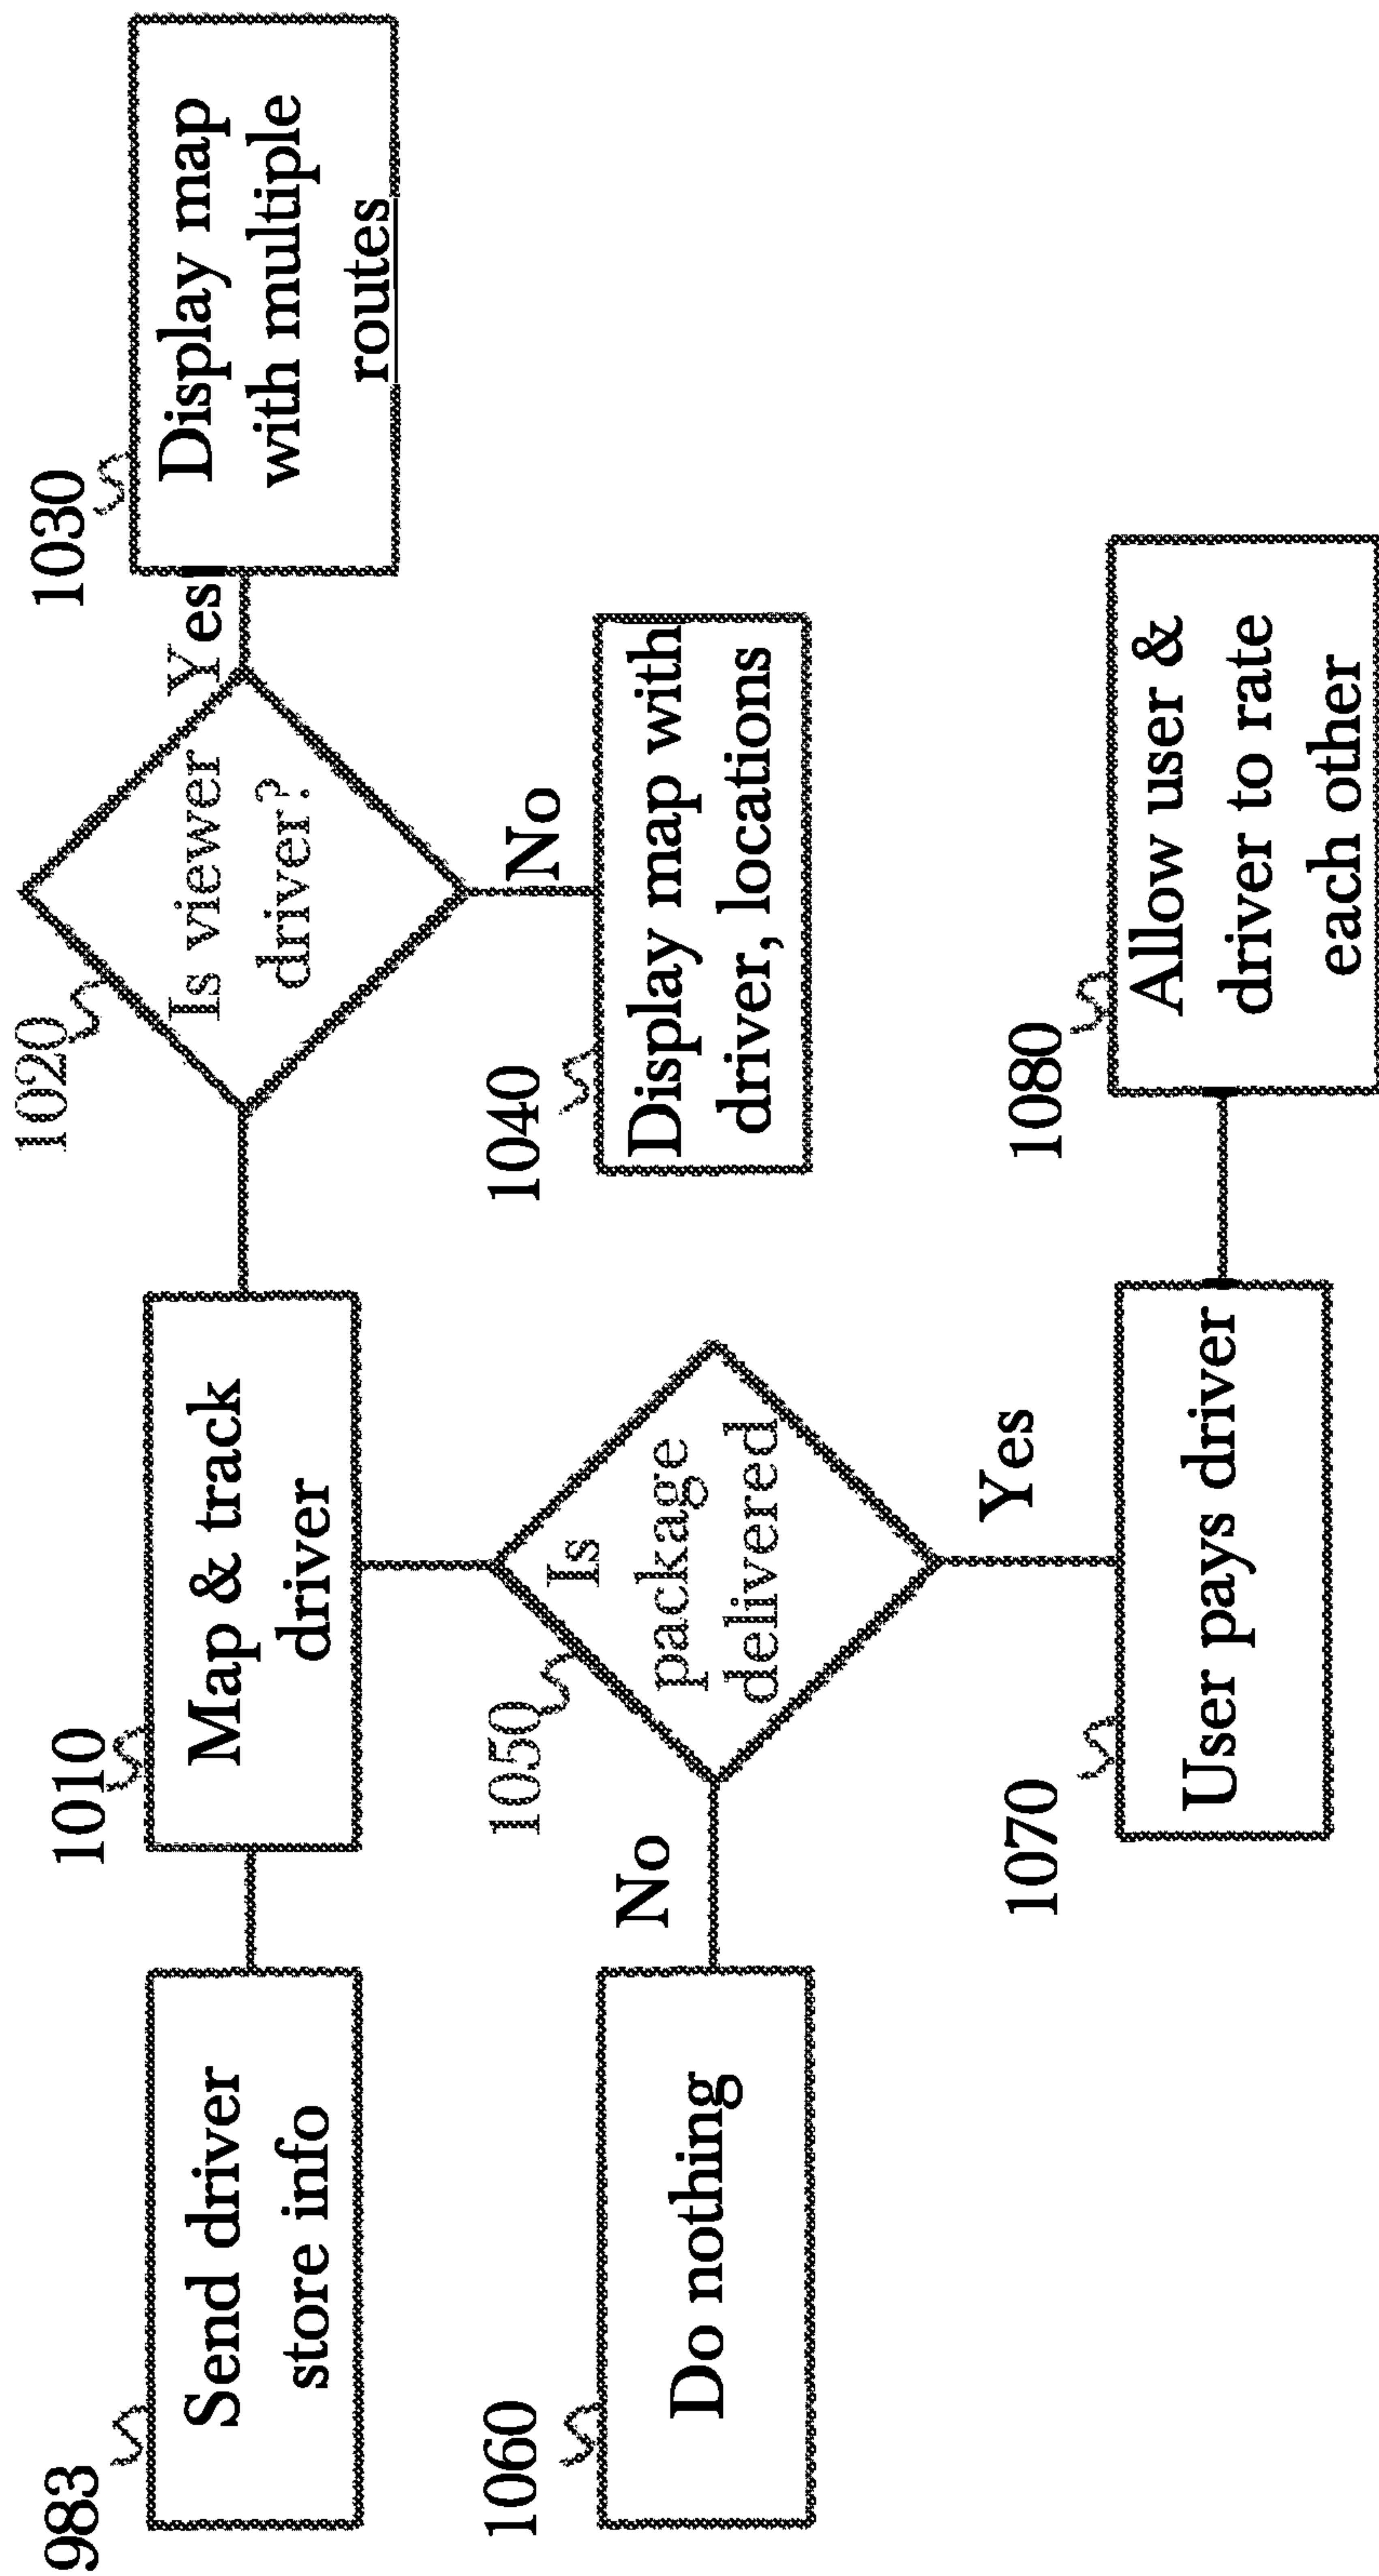 983
Send driver
store info
1010
Map & track
driver
1020
Is viewer
driver?
Yes
1030
Display map
with multiple
routes
No
1040
Display map with
driver, locations
1050
Is
package
delivered
No
1060
Do nothing
Yes
1070
User pays driver
1080
Allow user &
driver to rate
each other